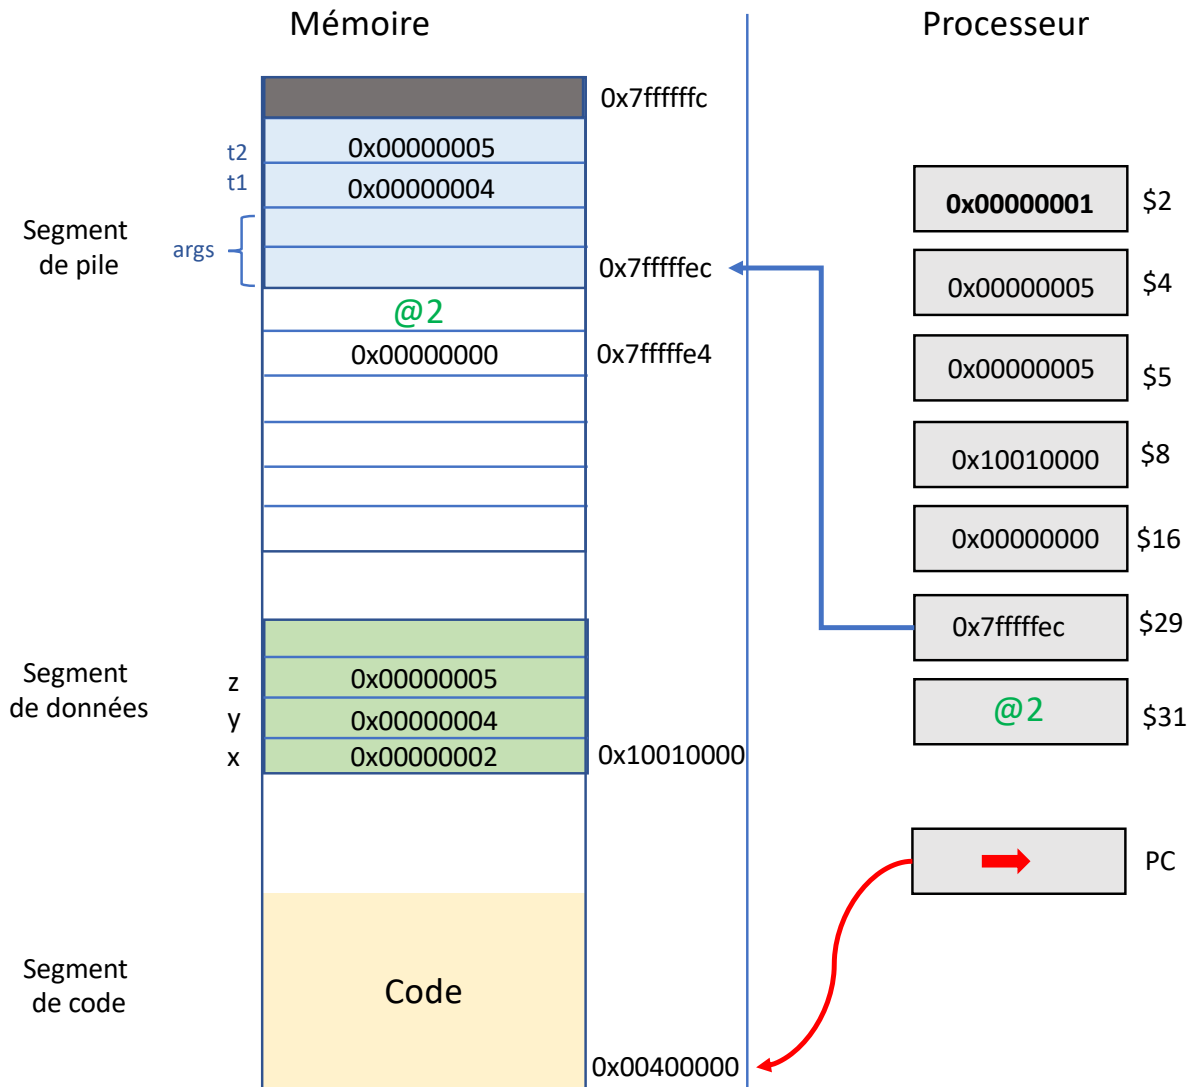 Mémoire
Processeur
0x7ffffffc
t2
0x00000005
t1
0x00000004
0x00000001
$2
Segment
de pile
args
0x7fffffec
0x00000005
$4
@2
0x00000000
0x7fffffe4
0x00000005
$5
0x10010000
$8
0x00000000
$16
0x7fffffec
$29
Segment
de données
z
0x00000005
y
0x00000004
x
0x00000002
0x10010000
@2
$31
PC
Segment
de code
Code
0x00400000